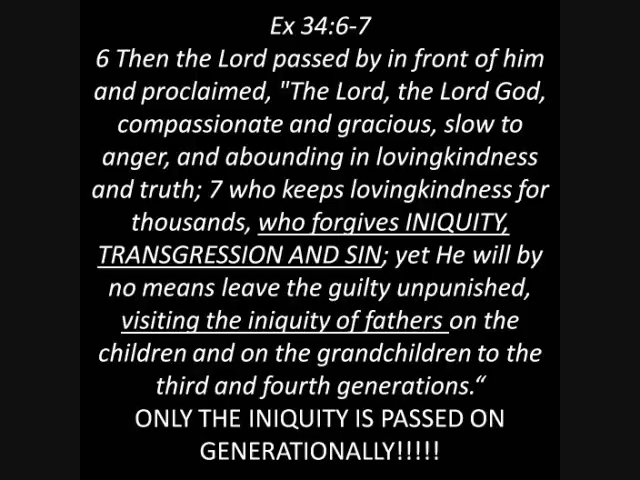 Ex 34:6-7
6 Then the Lord passed by in front of him
and proclaimed, "The Lord, the Lord God,
compassionate and gracious, slow to
anger, and abounding in lovingkindness
and truth; 7 who keeps lovingkindness for
thousands, who forgives INIQUITY,
TRANSGRESSION AND SIN; yet He will by
no means leave the guilty unpunished,
visiting the iniquity of fathers on the
children and on the grandchildren to the
third and fourth generations.“
ONLY THE INIQUITY IS PASSED ON
GENERATIONALLY!!!!!